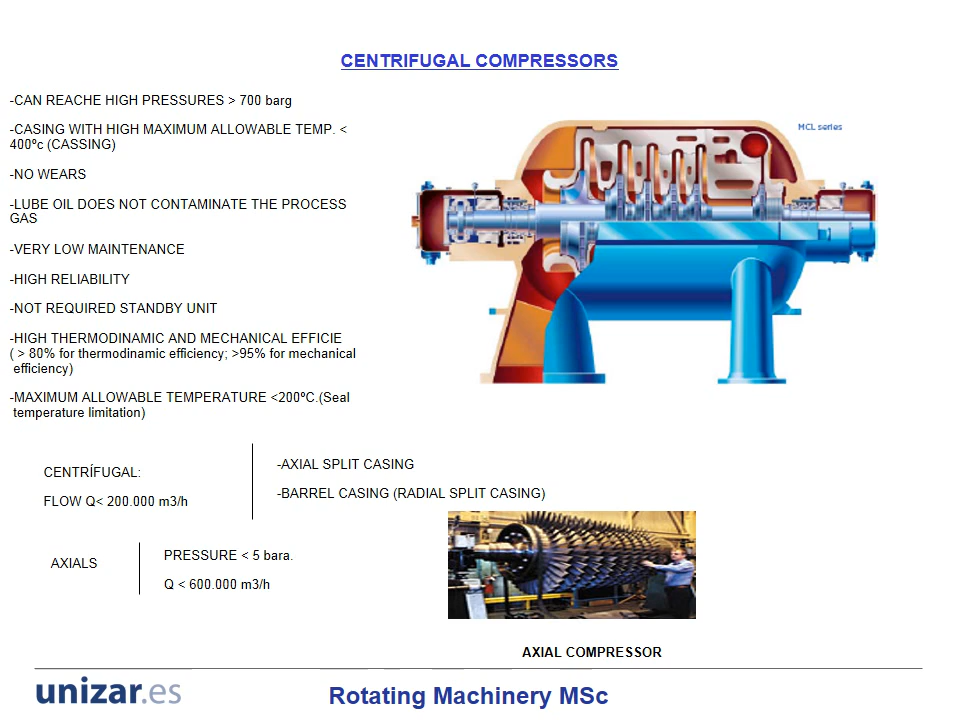 CENTRIFUGAL COMPRESSORS
-CAN REACHE HIGH PRESSURES > 700 barg
-CASING WITH HIGH MAXIMUM ALLOWABLE TEMP. <
400ºc (CASSING)
-NO WEARS
-LUBE OIL DOES NOT CONTAMINATE THE PROCESS
GAS
-VERY LOW MAINTENANCE
-HIGH RELIABILITY
-NOT REQUIRED STANDBY UNIT
-HIGH THERMODINAMIC AND MECHANICAL EFFICIE
( > 80% for thermodinamic efficiency; >95% for mechanical
efficiency)
-MAXIMUM ALLOWABLE TEMPERATURE <200ºC.(Seal
temperature limitation)
MCL series
CENTRÍFUGAL:
FLOW Q< 200.000 m3/h
-AXIAL SPLIT CASING
-BARREL CASING (RADIAL SPLIT CASING)
AXIALS
PRESSURE < 5 bara.
Q < 600.000 m3/h
AXIAL COMPRESSOR
unizar.es
Rotating Machinery MSc